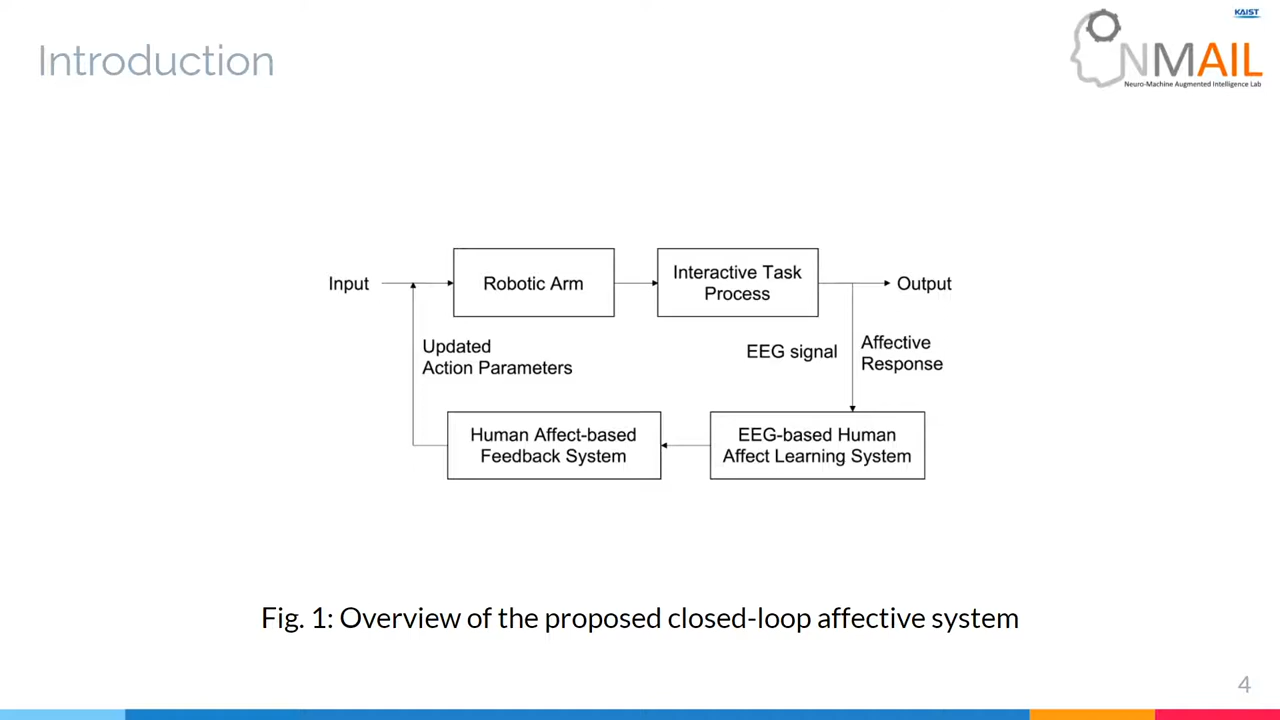 KAIST
Introduction
NMAIL
Neuro-Machine Augmented Intelligence Lab
Input
Robotic Arm
Interactive Task
Process
Output
Updated
Action Parameters
EEG signal
Affective
Response
Human Affect-based
Feedback System
EEG-based Human
Affect Learning System
Fig. 1: Overview of the proposed closed-loop affective system
4